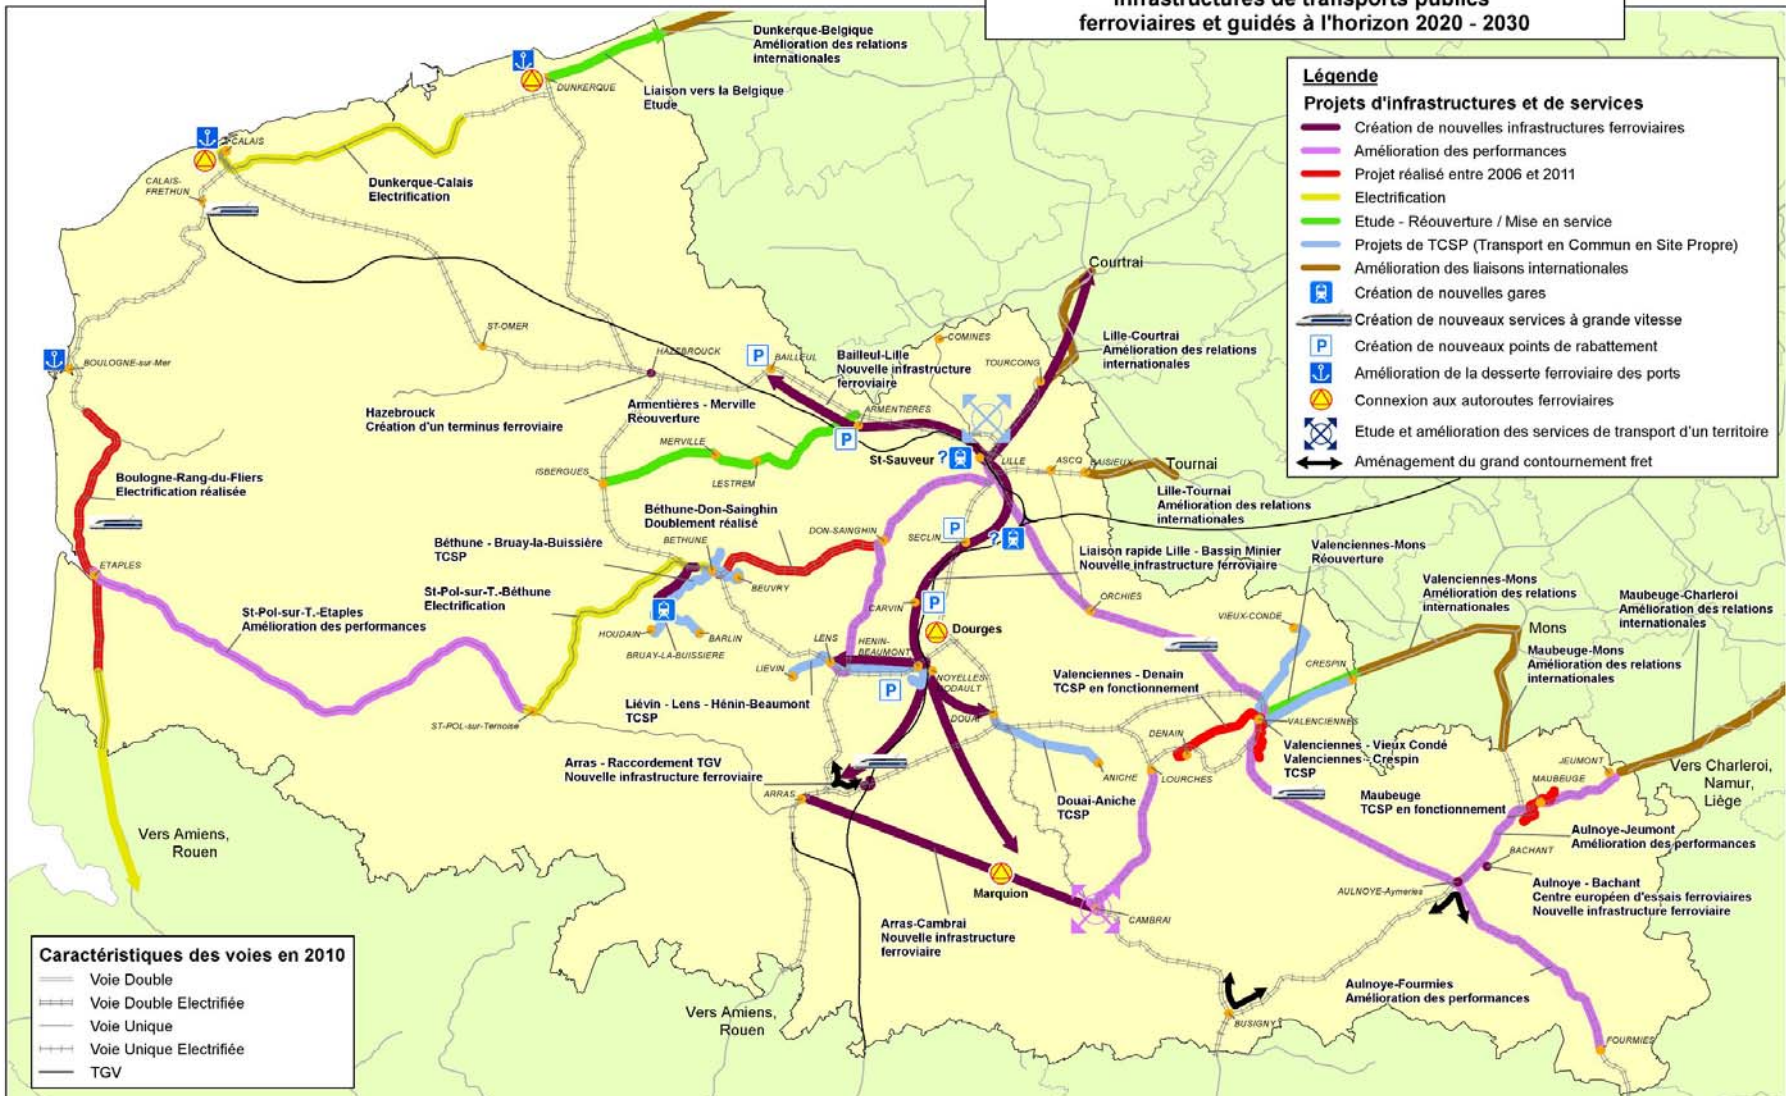 infrastructures de transports publics
ferroviaires et guidés à l'horizon 2020 - 2030
Légende
Projets d'infrastructures et de services
Création de nouvelles infrastructures ferroviaires
Amélioration des performances
Projet réalisé entre 2006 et 2011
Electrification
Etude - Réouverture / Mise en service
Projets de TCSP (Transport en Commun en Site Propre)
Amélioration des liaisons internationales
Création de nouvelles gares
Création de nouveaux services à grande vitesse
P
Création de nouveaux points de rabattement
Amélioration de la desserte ferroviaire des ports
Connexion aux autoroutes ferroviaires
Etude et amélioration des services de transport d'un territoire
Aménagement du grand contournement fret
Dunkerque-Belgique
Amélioration des relations
internationales
DUNKERQUE
Liaison vers la Belgique
Etude
CALAIS
CALAIS-
FRETHUN
Dunkerque-Calais
Electrification
Courtrai
ST-OMER
HAZEBROUCK
P
BAILLEUL
Bailleul-Lille
Nouvelle infrastructure
ferroviaire
COMINES
TOURCOING
Lille-Courtrai
Amélioration des relations
internationales
BOULOGNE-sur-Mer
Hazebrouck
Création d'un terminus ferroviaire
Armentières - Merville
Réouverture
ARMENTIÈRES
P
MERVILLE
LESTREM
ISBERGUES
St-Sauveur ?
LILLE
ASCQ
BAISIEUX
Tournai
Lille-Tournai
Amélioration des relations
internationales
Boulogne-Rang-du-Fliers
Electrification réalisée
Béthune-Don-Sainghin
Doublement réalisé
DON-SAINGHIN
SECLIN
P
?
Béthune - Bruay-la-Buissière
TCSP
BETHUNE
BEUVRY
Liaison rapide Lille - Bassin Minier
Nouvelle infrastructure ferroviaire
Valenciennes-Mons
Réouverture
Valenciennes-Mons
Amélioration des relations
internationales
Maubeuge-Charleroi
Amélioration des relations
internationales
ETAPLES
St-Pol-sur-T.-Béthune
Electrification
St-Pol-sur-T.-Etaples
Amélioration des performances
HOUDAIN
BARLIN
BRUAY-LA-BUISSIERE
CARVIN
P
Dourges
ORCHIES
VIEUX-CONDE
Mons
Maubeuge-Mons
Amélioration des relations
internationales
LENS
HENIN-
BEAUMONT
LIEVIN
P
NOYELLES-
GODAULT
CRESPIN
Valenciennes - Denain
TCSP en fonctionnement
Liévin - Lens - Hénin-Beaumont
TCSP
ST-POL-sur-Ternoise
DOUAI
DENAIN
VALENCIENNES
Valenciennes - Vieux Condé
Valenciennes - Crespin
TCSP
Arras - Raccordement TGV
Nouvelle infrastructure ferroviaire
ARRAS
ANICHE
LOURCHES
Douai-Aniche
TCSP
JEUMONT
MAUBEUGE
Maubeuge
TCSP en fonctionnement
Vers Charleroi,
Namur,
Liège
Vers Amiens,
Rouen
Aulnoye-Jeumont
Amélioration des performances
BACHANT
Marquion
AULNOYE-Aymeries
Aulnoye - Bachant
Centre européen d'essais ferroviaires
Nouvelle infrastructure ferroviaire
Arras-Cambrai
Nouvelle infrastructure
ferroviaire
CAMBRAI
Aulnoye-Fourmies
Amélioration des performances
BUSIGNY
FOURMIES
Vers Amiens,
Rouen
Caractéristiques des voies en 2010
Voie Double
Voie Double Electrifiée
Voie Unique
Voie Unique Electrifiée
TGV